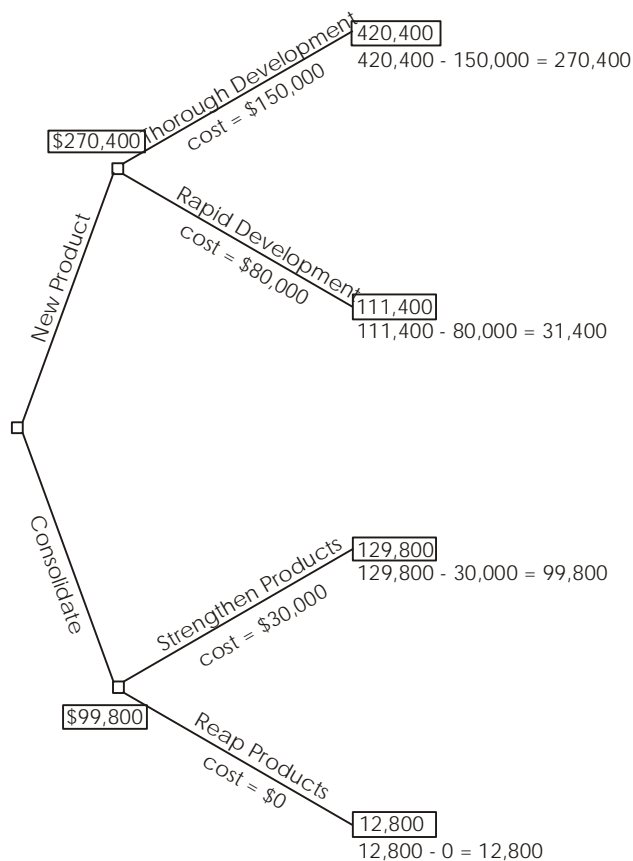 Thorough Development
cost = $150,000
420,400
420,400 - 150,000 = 270,400
$270,400
New Product
Rapid Development
cost = $80,000
111,400
111,400 - 80,000 = 31,400
Consolidate
Strengthen Products
cost = $30,000
129,800
129,800 - 30,000 = 99,800
$99,800
Reap Products
cost = $0
12,800
12,800 - 0 = 12,800